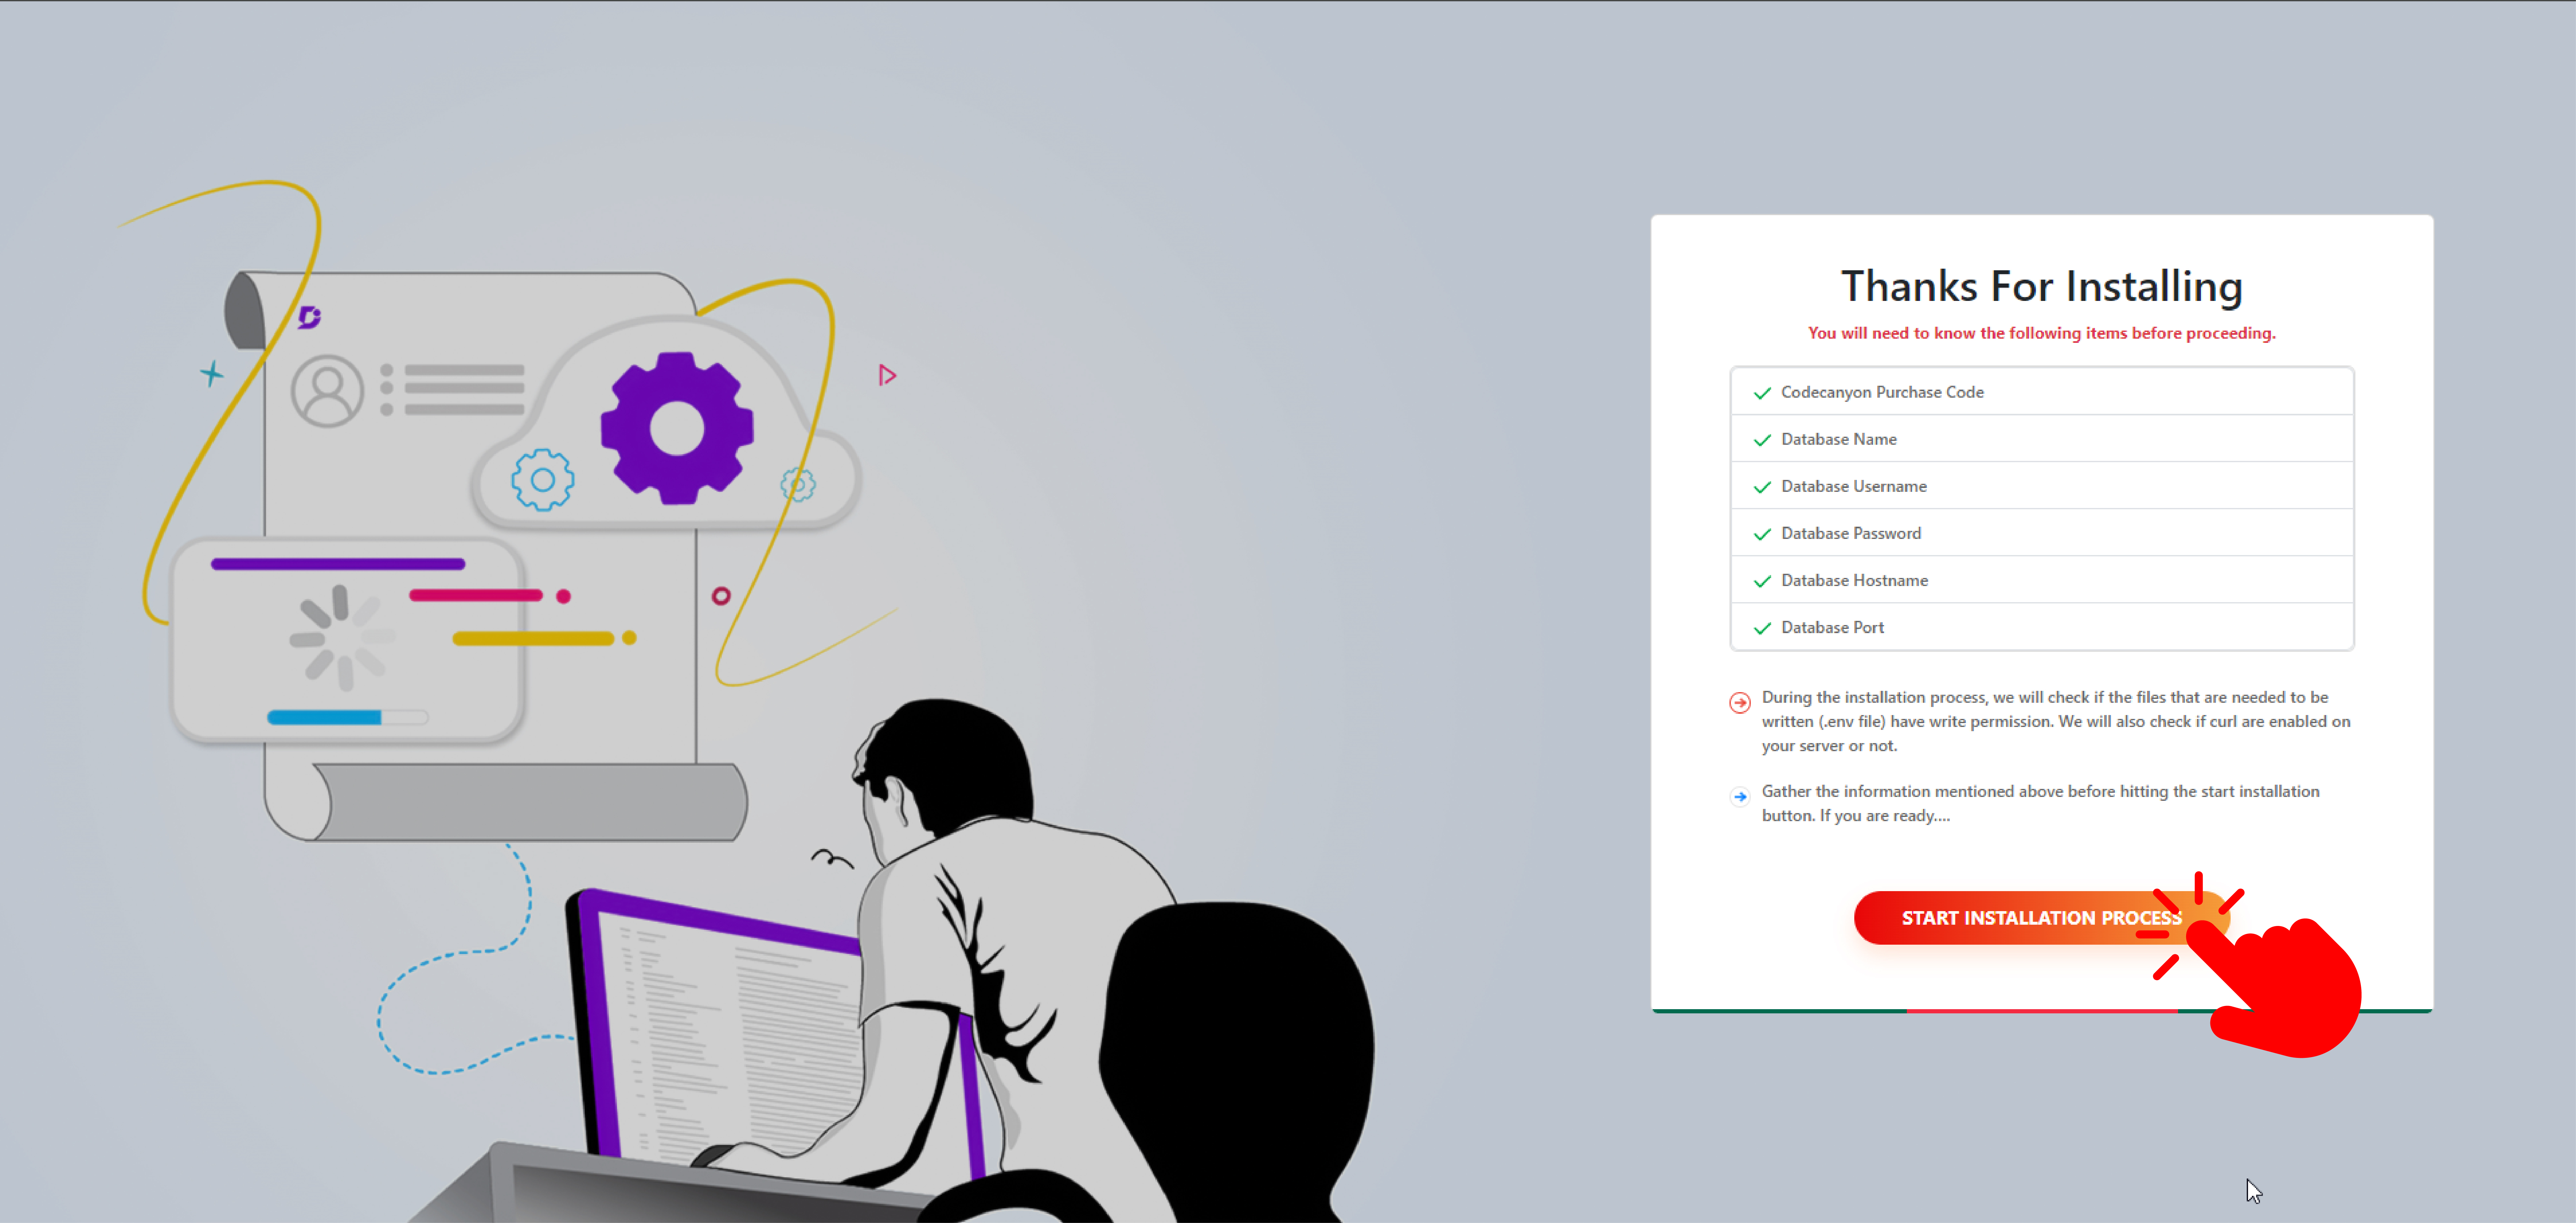 Thanks For Installing
You will need to know the following items before proceeding.
Codecanyon Purchase Code
Database Name
Database Username
Database Password
Database Hostname
Database Port
During the installation process, we will check if the files that are needed to be
written (.env file) have write permission. We will also check if curl are enabled on
your server or not.
Gather the information mentioned above before hitting the start installation
button. If you are ready....
START INSTALLATION PROCESS